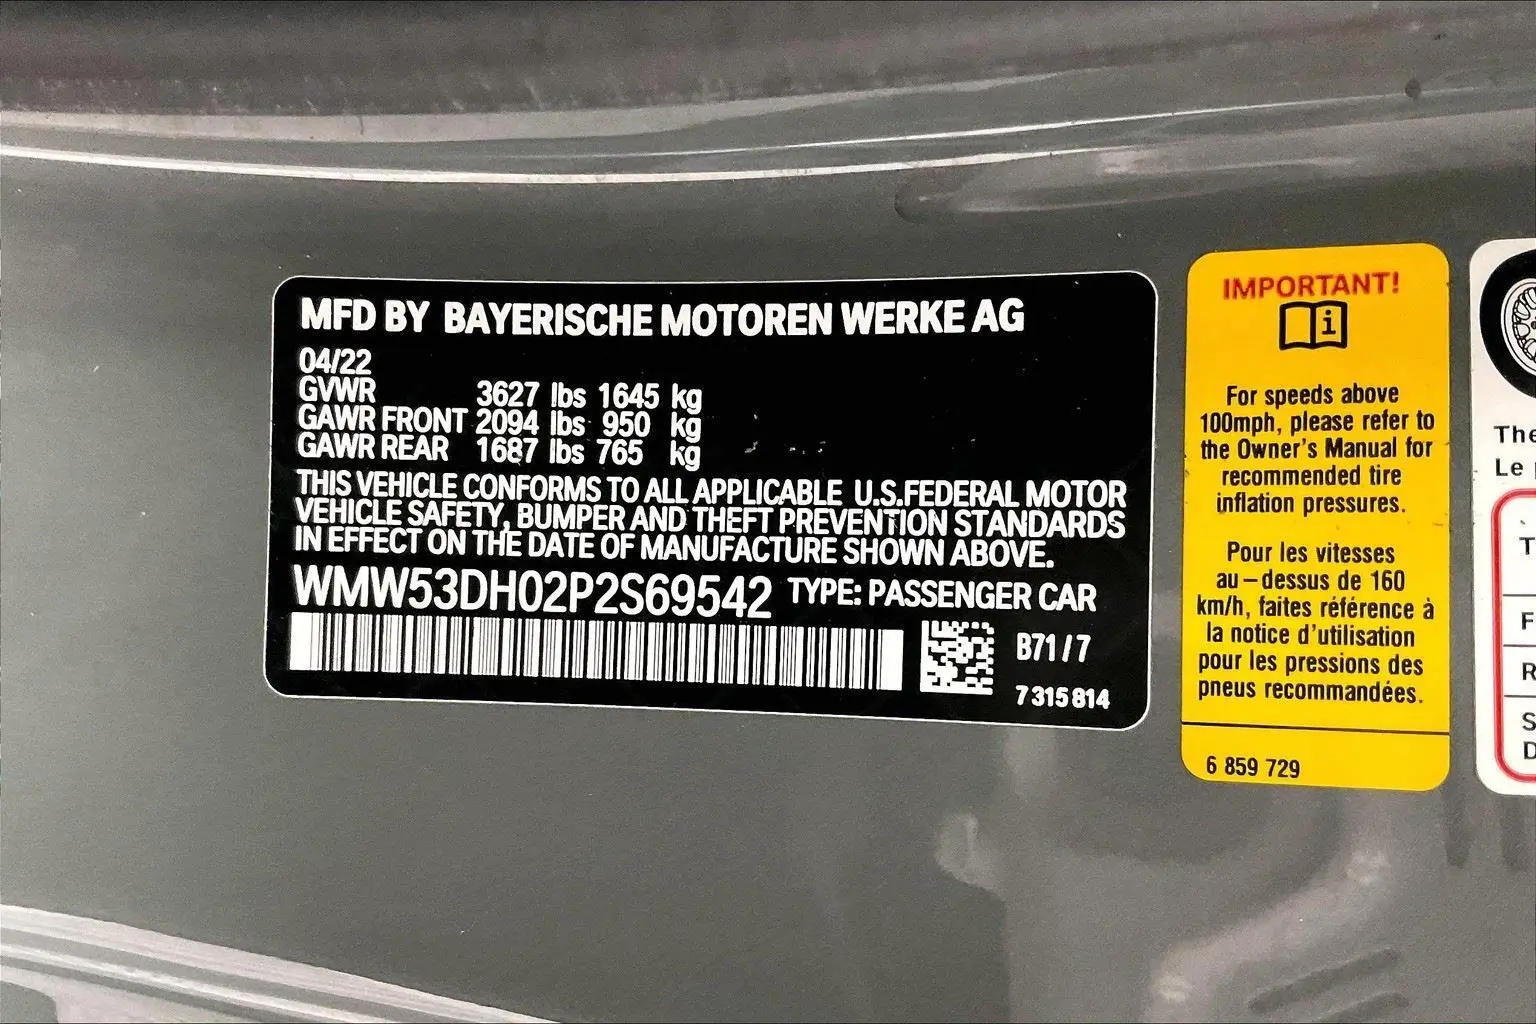 MFD BY BAYERISCHE MOTOREN WERKE AG
04/22
GVWR 3627 lbs 1645 kg
GAWR FRONT 2094 lbs 950 kg
GAWR REAR 1687 lbs 765 kg
THIS VEHICLE CONFORMS TO ALL APPLICABLE U.S.FEDERAL MOTOR
VEHICLE SAFETY, BUMPER AND THEFT PREVENTION STANDARDS
IN EFFECT ON THE DATE OF MANUFACTURE SHOWN ABOVE.
WMW53DH02P2S69542 TYPE: PASSENGER CAR
B71/7
7 315 814
IMPORTANT!
i
For speeds above
100mph, please refer to
the Owner's Manual for
recommended tire
inflation pressures.
Pour les vitesses
au-dessus de 160
km/h, faites référence à
la notice d'utilisation
pour les pressions des
pneus recommandées.
6 859 729
The
Le
T
F
R
S
D